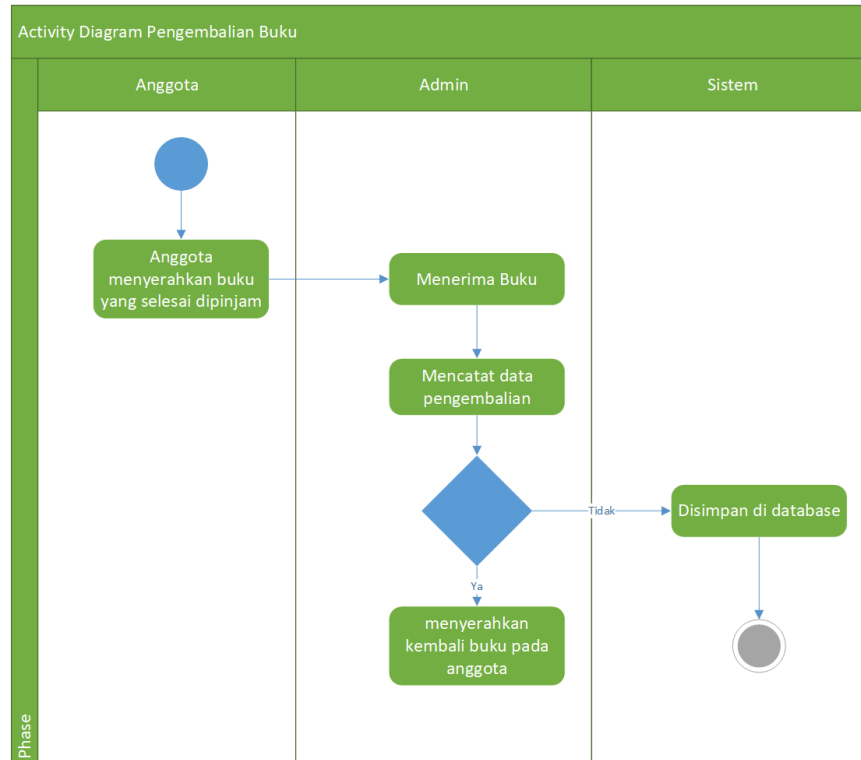 Activity Diagram Pengembalian Buku
Anggota
Admin
Sistem
Anggota
menyerahkan buku
yang selesai dipinjam
Menerima Buku
Mencatat data
pengembalian
Tidak
Disimpan di database
Ya
menyerahkan
kembali buku pada
anggota
Phase